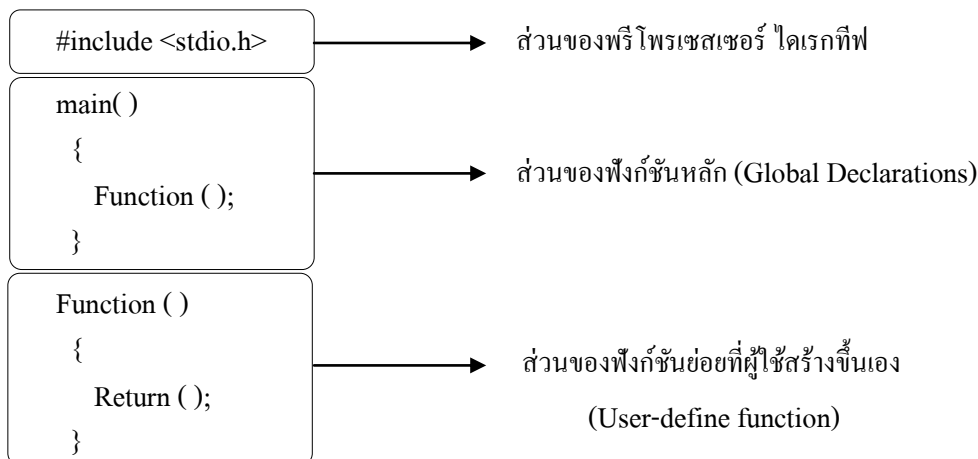 #include <stdio.h>
ส่วนของพรีโพรเซสเซอร์ ไดเรกทีฟ
main( )
{
Function ( );
}
ส่วนของฟังก์ชันหลัก (Global Declarations)
Function ( )
{
Return ( );
}
ส่วนของฟังก์ชันย่อยที่ผู้ใช้สร้างขึ้นเอง
(User-define function)